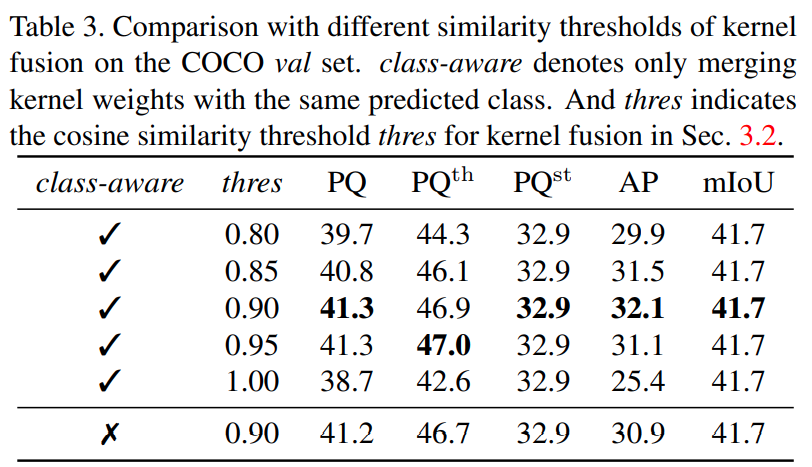 Table 3. Comparison with different similarity thresholds of kernel
fusion on the COCO val set. class-aware denotes only merging
kernel weights with the same predicted class. And thres indicates
the cosine similarity threshold thres for kernel fusion in Sec. 3.2.
class-aware thres PQ PQth PQst AP mIoU
✓ 0.80 39.7 44.3 32.9 29.9 41.7
✓ 0.85 40.8 46.1 32.9 31.5 41.7
✓ 0.90 41.3 46.9 32.9 32.1 41.7
✓ 0.95 41.3 47.0 32.9 31.1 41.7
✓ 1.00 38.7 42.6 32.9 25.4 41.7
✗ 0.90 41.2 46.7 32.9 30.9 41.7